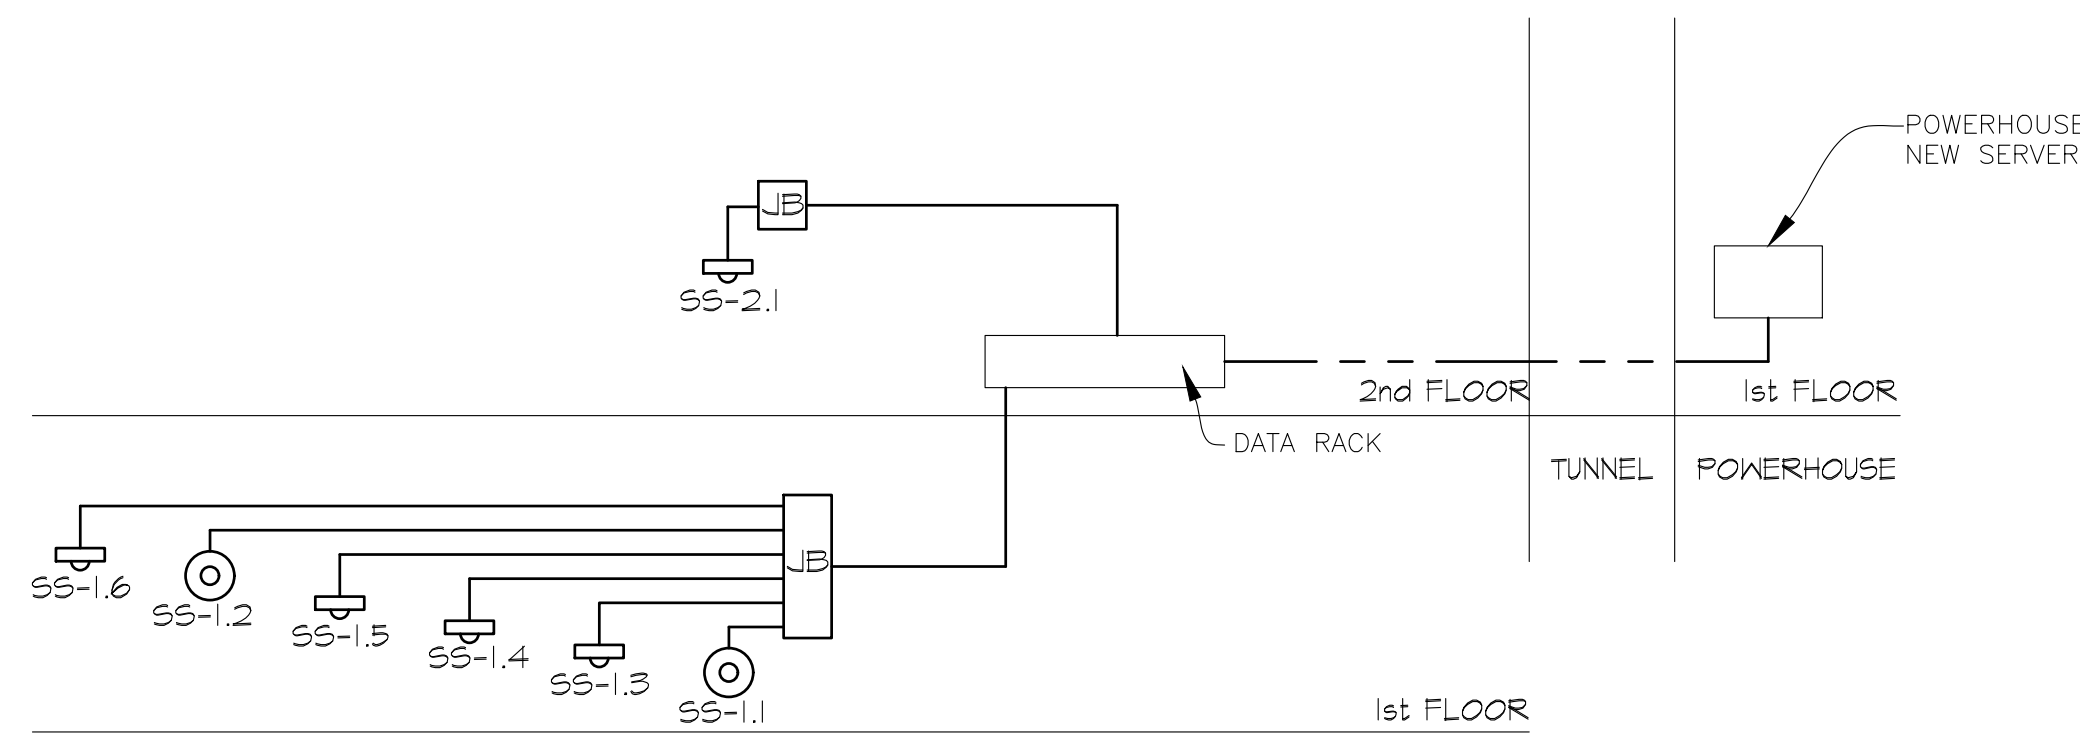 POWERHOUSE
NEW SERVER
JB
SS-2.1
2nd FLOOR
1st FLOOR
DATA RACK
TUNNEL
POWERHOUSE
JB
SS-1.6
SS-1.2
SS-1.5
SS-1.4
SS-1.3
SS-1.1
1st FLOOR